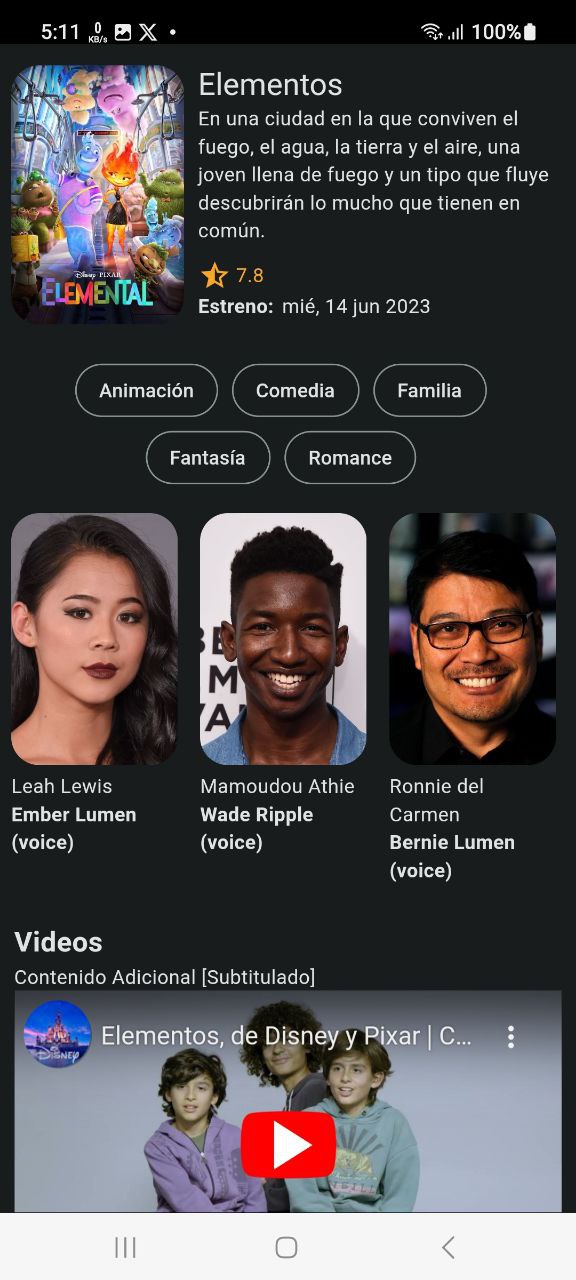 5:11 0 KB/s 100%
Elementos
En una ciudad en la que conviven el
fuego, el agua, la tierra y el aire, una
joven llena de fuego y un tipo que fluye
descubrirán lo mucho que tienen en
común.
7.8
Estreno: mié, 14 jun 2023
Disney PIXAR
ELEMENTAL
Animación Comedia Familia
Fantasía Romance
Leah Lewis
Ember Lumen
(voice)
Mamoudou Athie
Wade Ripple
(voice)
Ronnie del
Carmen
Bernie Lumen
(voice)
Videos
Contenido Adicional [Subtitulado]
Elementos, de Disney y Pixar | C...
DISNEY